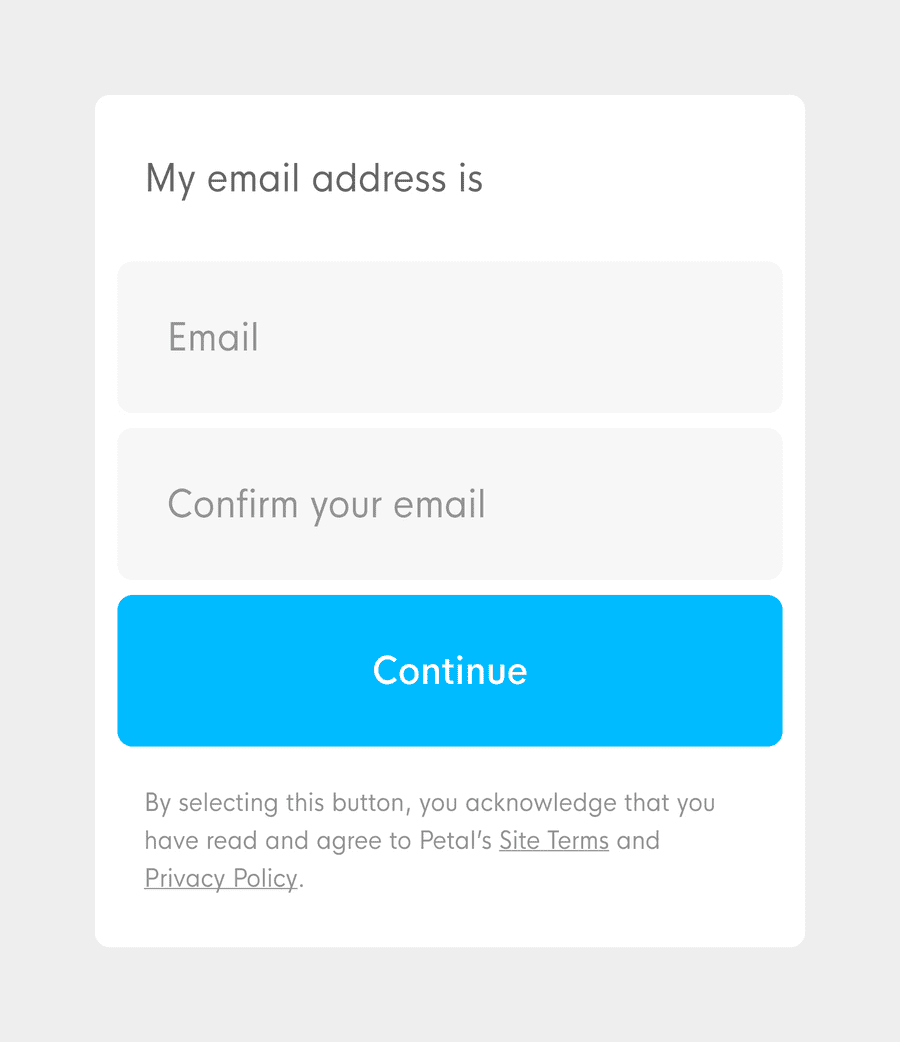 My email address is
Email
Confirm your email
Continue
By selecting this button, you acknowledge that you
have read and agree to Petal’s Site Terms and
Privacy Policy.